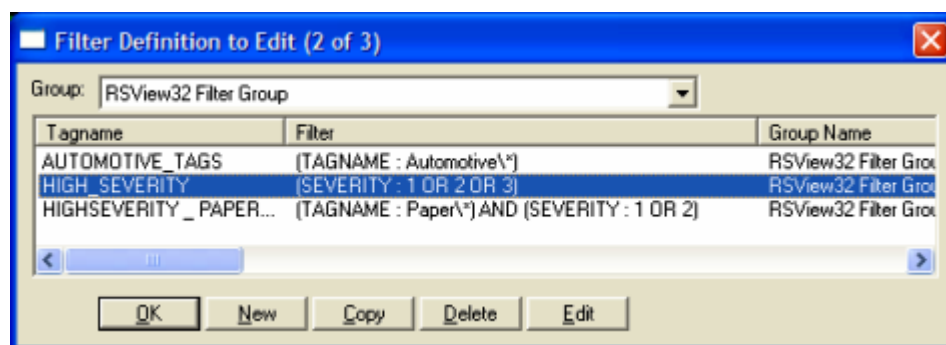 Filter Definition to Edit (2 of 3)
Group: RSView32 Filter Group
Tagname Filter Group Name
AUTOMOTIVE_TAGS (TAGNAME : Automotive\*) RSView32 Filter Grou
HIGH_SEVERITY (SEVERITY : 1 OR 2 OR 3) RSView32 Filter Grou
HIGHSEVERITY _ PAPER... (TAGNAME : Paper\*) AND (SEVERITY : 1 OR 2) RSView32 Filter Grou
OK New Copy Delete Edit